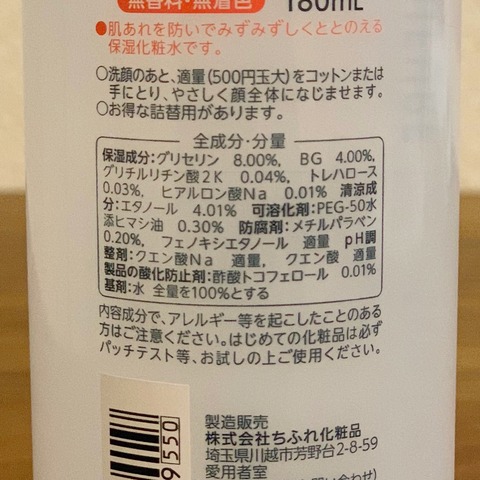 無香料・無着色
180mL
●肌あれを防いでみずみずしくととのえる
保湿化粧水です。
○洗顔のあと、適量(500円玉大)をコットンまたは
手にとり、やさしく顔全体になじませます。
○お得な詰替用があります。
全成分・分量
保湿成分:グリセリン 8.00%, BG 4.00%,
グリチルリチン酸2K 0.04%, トレハロース
0.03%, ヒアルロン酸Na 0.01% 清涼成
分:エタノール 4.01% 可溶化剤:PEG-50水
添ヒマシ油 0.30% 防腐剤:メチルパラベン
0.20%, フェノキシエタノール 適量 pH調
整剤:クエン酸Na 適量, クエン酸 適量
製品の酸化防止剤:酢酸トコフェロール 0.01%
基剤:水 全量を100%とする
内容成分で、アレルギー等を起こしたことのある
方はご注意ください。はじめての化粧品は必ず
パッチテスト等、お試しの上ご使用ください。
9550
製造販売
株式会社ちふれ化粧品
埼玉県川越市芳野台2-8-59
愛用者室
い合わせ)